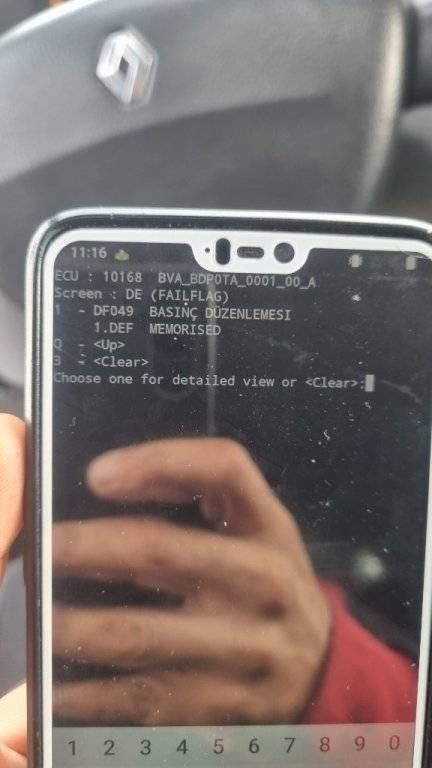 11:16
ECU : 10168 BVA_BDP0TA_0001_00_A
Screen : DE (FAILFLAG)
1 - DF049 BASINÇ DÜZENLEMESI
1.DEF MEMORISED
Q - <Up>
3 - <Clear>
Choose one for detailed view or <Clear>:
1 2 3 4 5 6 7 8 9 0